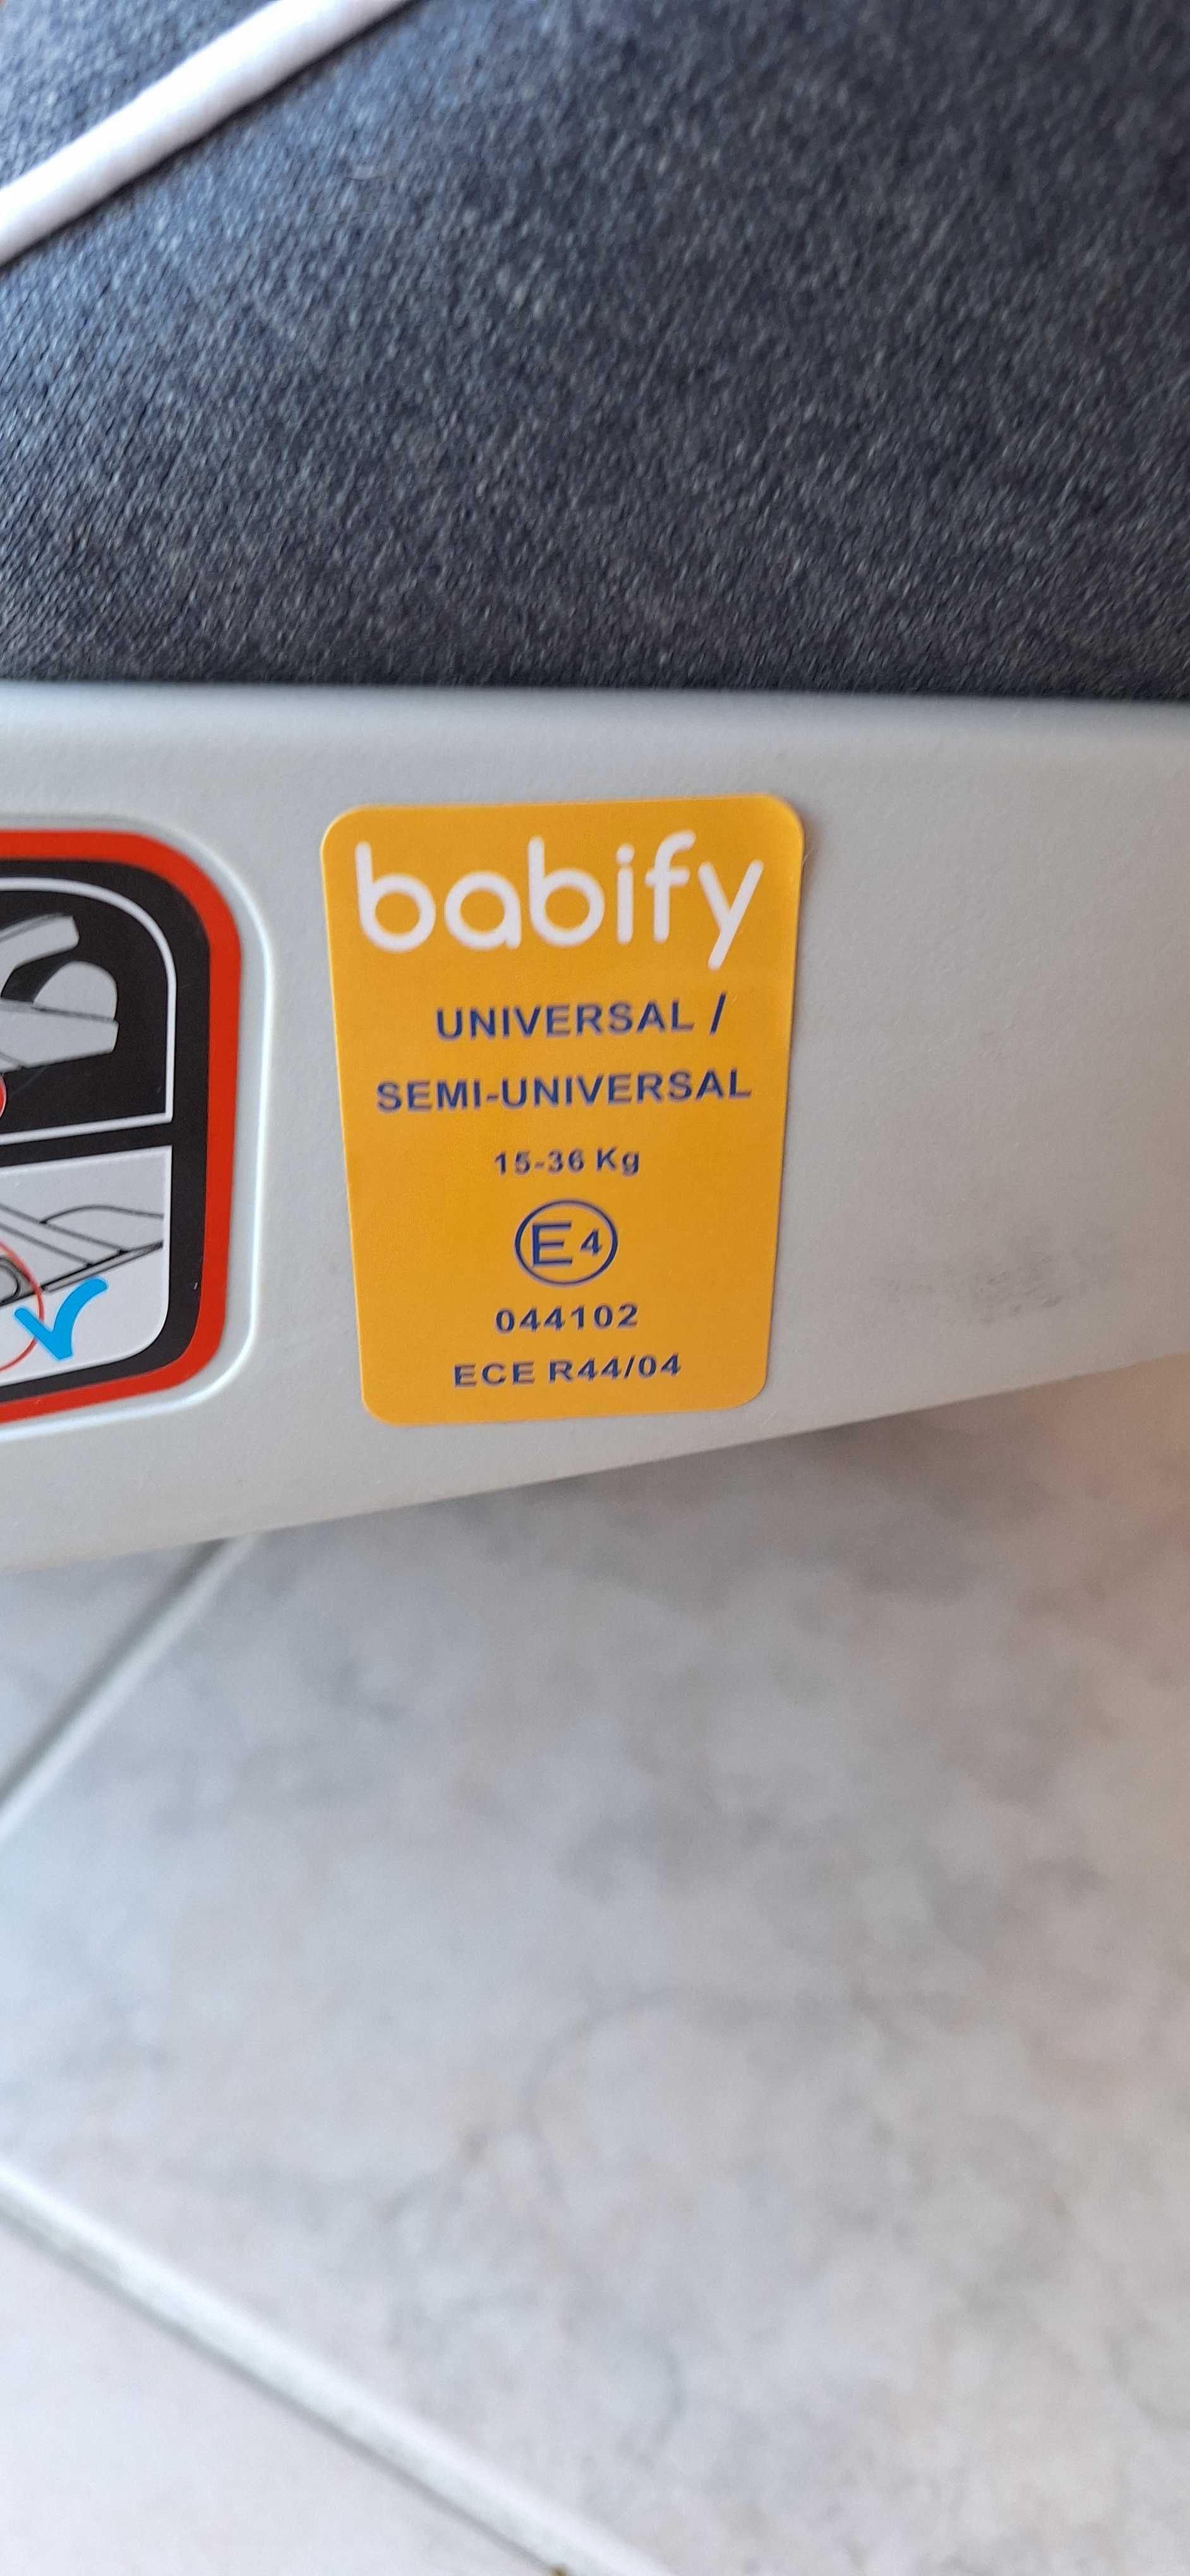 babify
UNIVERSAL /
SEMI-UNIVERSAL
15-36 Kg
E4
044102
ECE R44/04